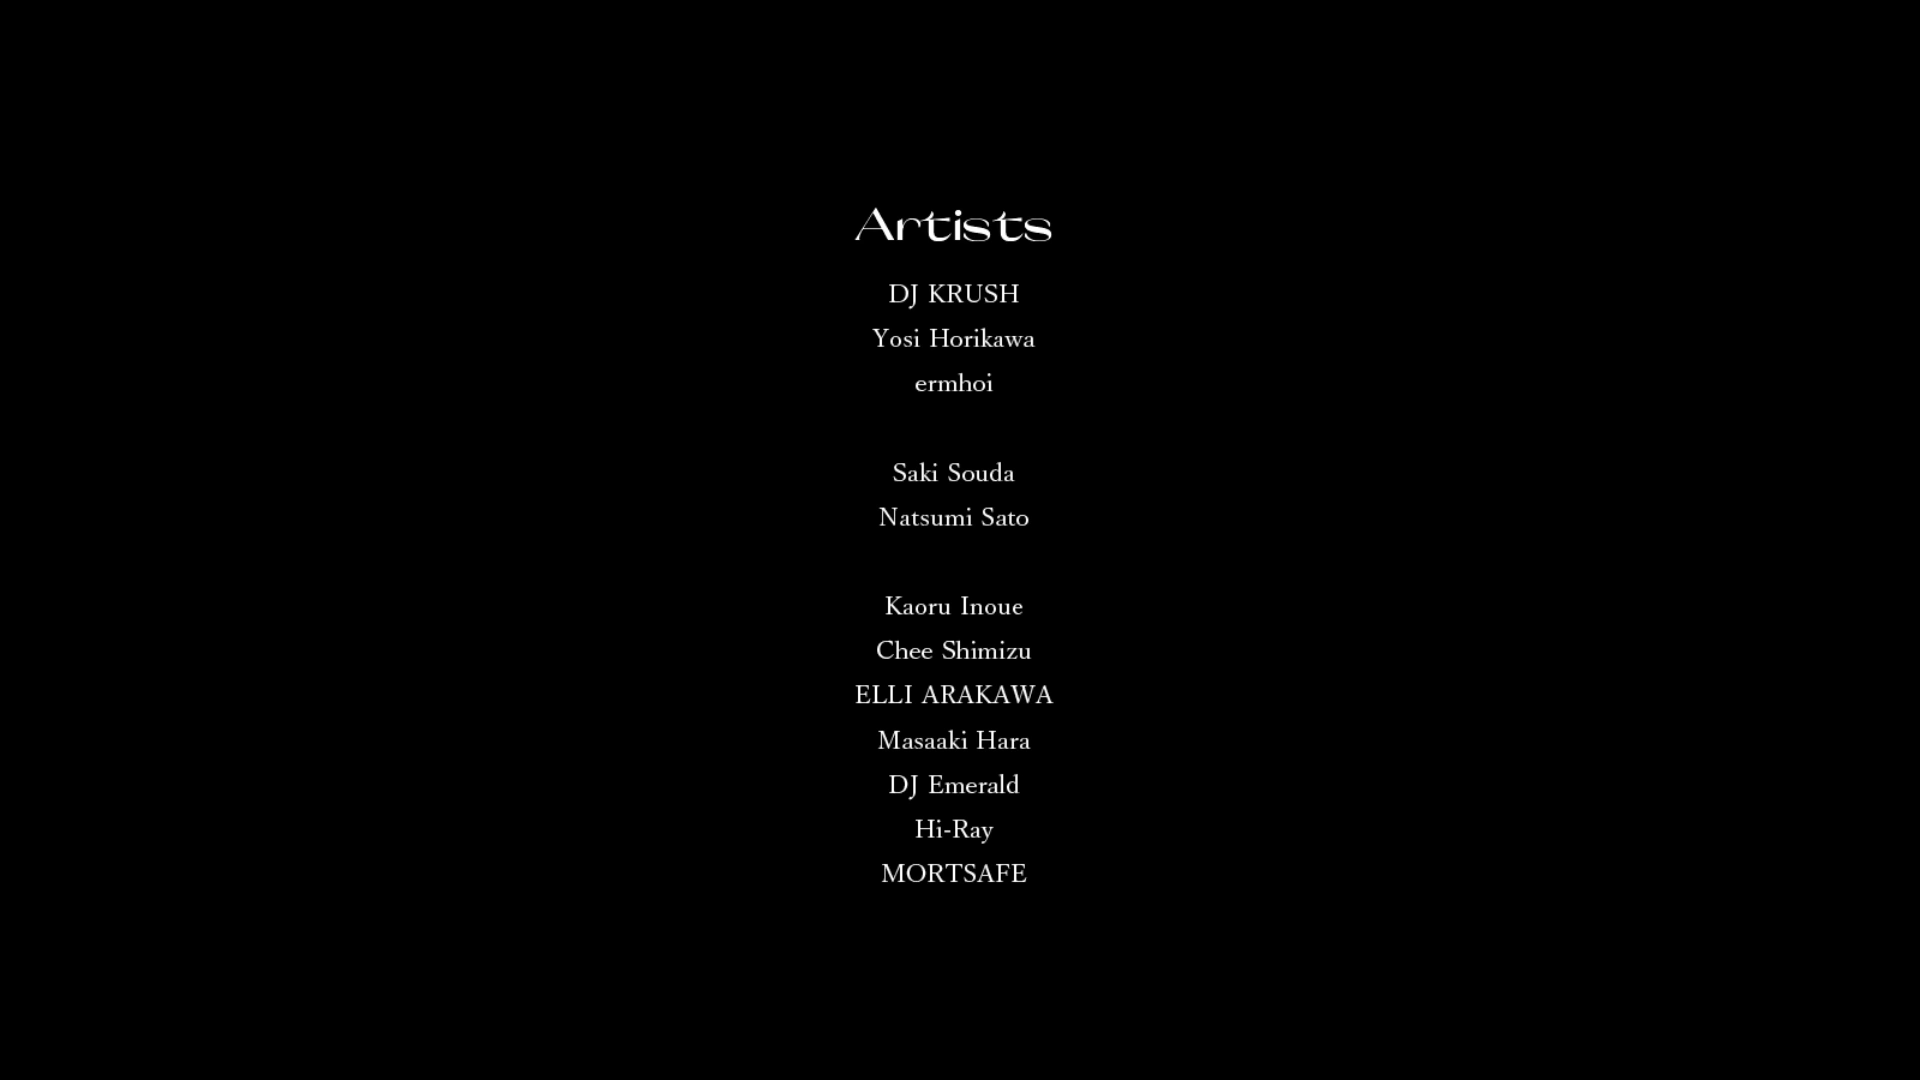 Artists
DJ KRUSH
Yosi Horikawa
ermhoi
Saki Souda
Natsumi Sato
Kaoru Inoue
Chee Shimizu
ELLI ARAKAWA
Masaaki Hara
DJ Emerald
Hi-Ray
MORTSAFE